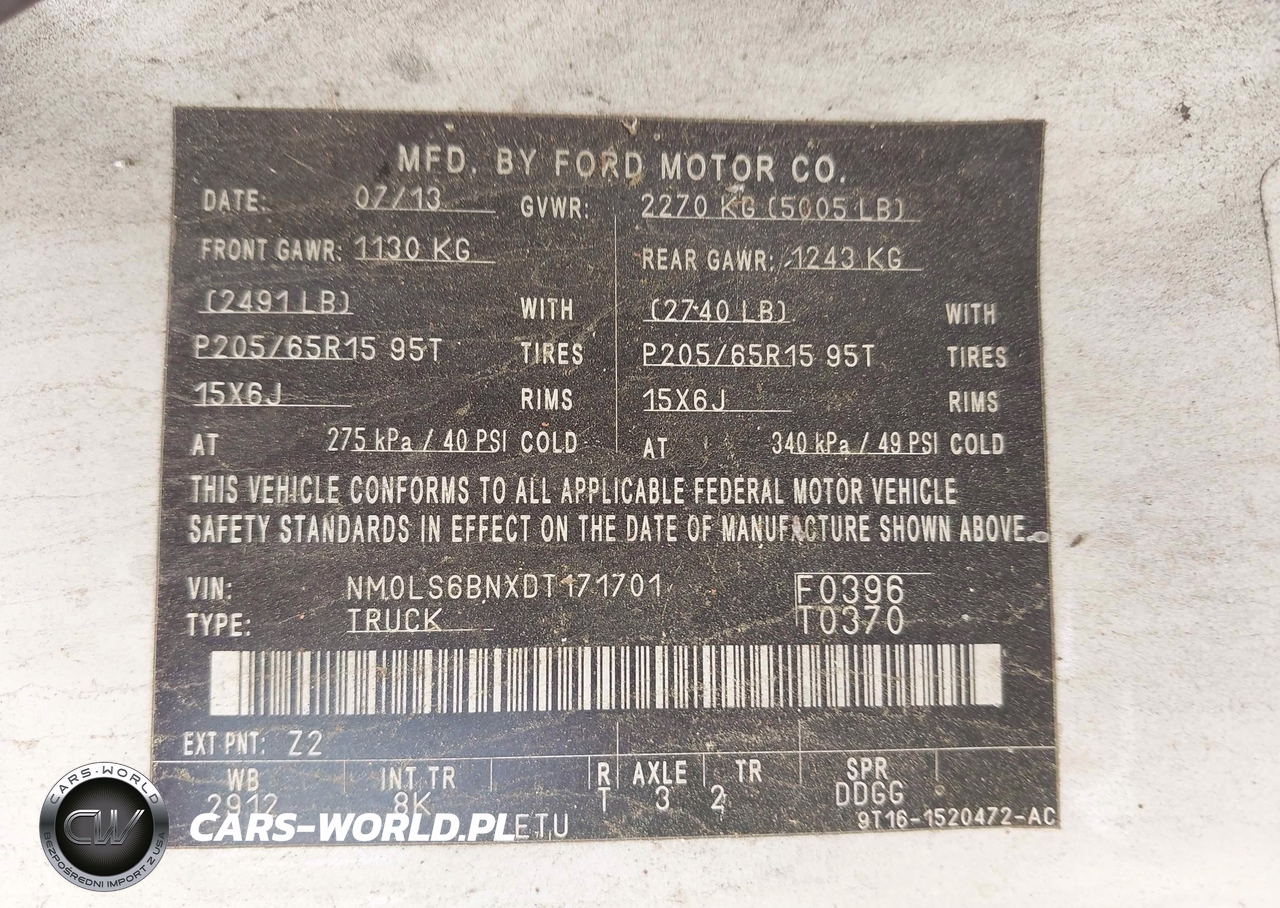 MFD. BY FORD MOTOR CO.
DATE: 07/13 GVWR: 2270 KG (5005 LB)
FRONT GAWR: 1130 KG REAR GAWR: 1243 KG
(2491 LB) WITH (2740 LB) WITH
P205/65R15 95T TIRES P205/65R15 95T TIRES
15X6J RIMS 15X6J RIMS
AT 275 kPa / 40 PSI COLD AT 340 kPa / 49 PSI COLD
THIS VEHICLE CONFORMS TO ALL APPLICABLE FEDERAL MOTOR VEHICLE
SAFETY STANDARDS IN EFFECT ON THE DATE OF MANUFACTURE SHOWN ABOVE.
VIN: NM0LS6BNXDT171701 F0396
TYPE: TRUCK T0370
EXT PNT: Z2
WB INT TR R AXLE TR SPR
2912 8K T 3 2 DDGG
ETU 9T16-1520472-AC
CARS-WORLD.PL
CARS-WORLD
CW
BEZPOŚREDNI IMPORT Z USA